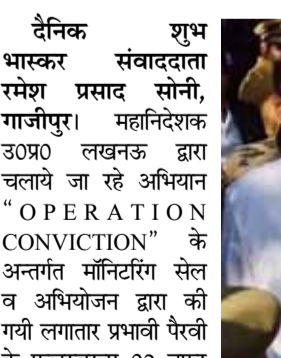 दैनिक शुभ
भास्कर संवाददाता
रमेश प्रसाद सोनी,
गाजीपुर। महानिदेशक
उ0प्र0 लखनऊ द्वारा
चलाये जा रहे अभियान
“ O P E R A T I O N
CONVICTION” के
अन्तर्गत मॉनिटरिंग सेल
व अभियोजन द्वारा की
गयी लगातार प्रभावी पैरवी